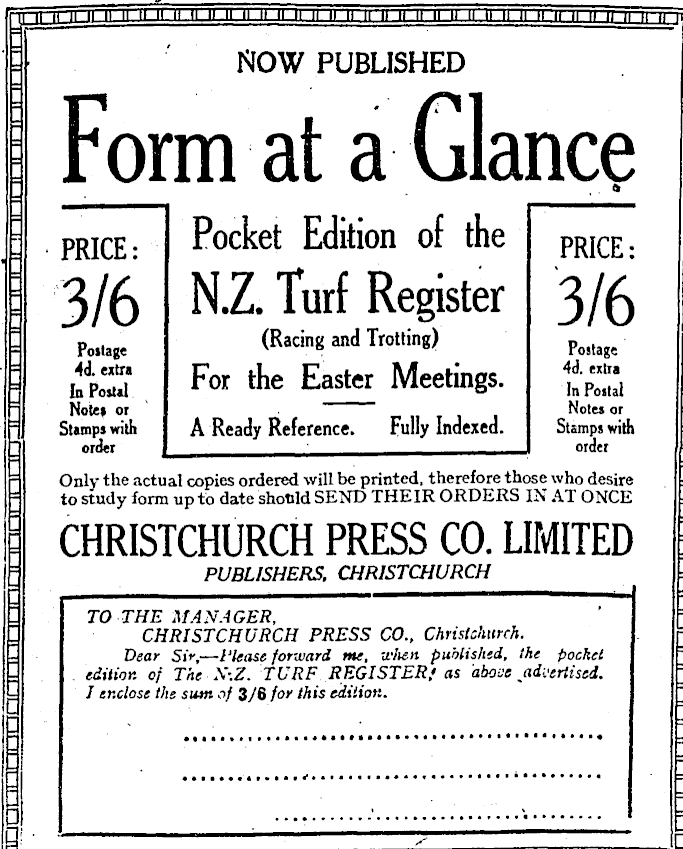 NOW PUBLISHED
Form at a Glance
PRICE:
3/6
Postage
4d. extra
In Postal
Notes or
Stamps with
order
Pocket Edition of the
N.Z. Turf Register
(Racing and Trotting)
For the Easter Meetings.
A Ready Reference. Fully Indexed.
PRICE:
3/6
Postage
4d. extra
In Postal
Notes or
Stamps with
order
Only the actual copies ordered will be printed, therefore those who desire
to study form up to date should SEND THEIR ORDERS IN AT ONCE
CHRISTCHURCH PRESS CO. LIMITED
PUBLISHERS, CHRISTCHURCH
TO THE MANAGER,
CHRISTCHURCH PRESS CO., Christchurch.
Dear Sir,—Please forward me, when published, the pocket
edition of The N.Z. TURF REGISTER, as above advertised.
I enclose the sum of 3/6 for this edition.